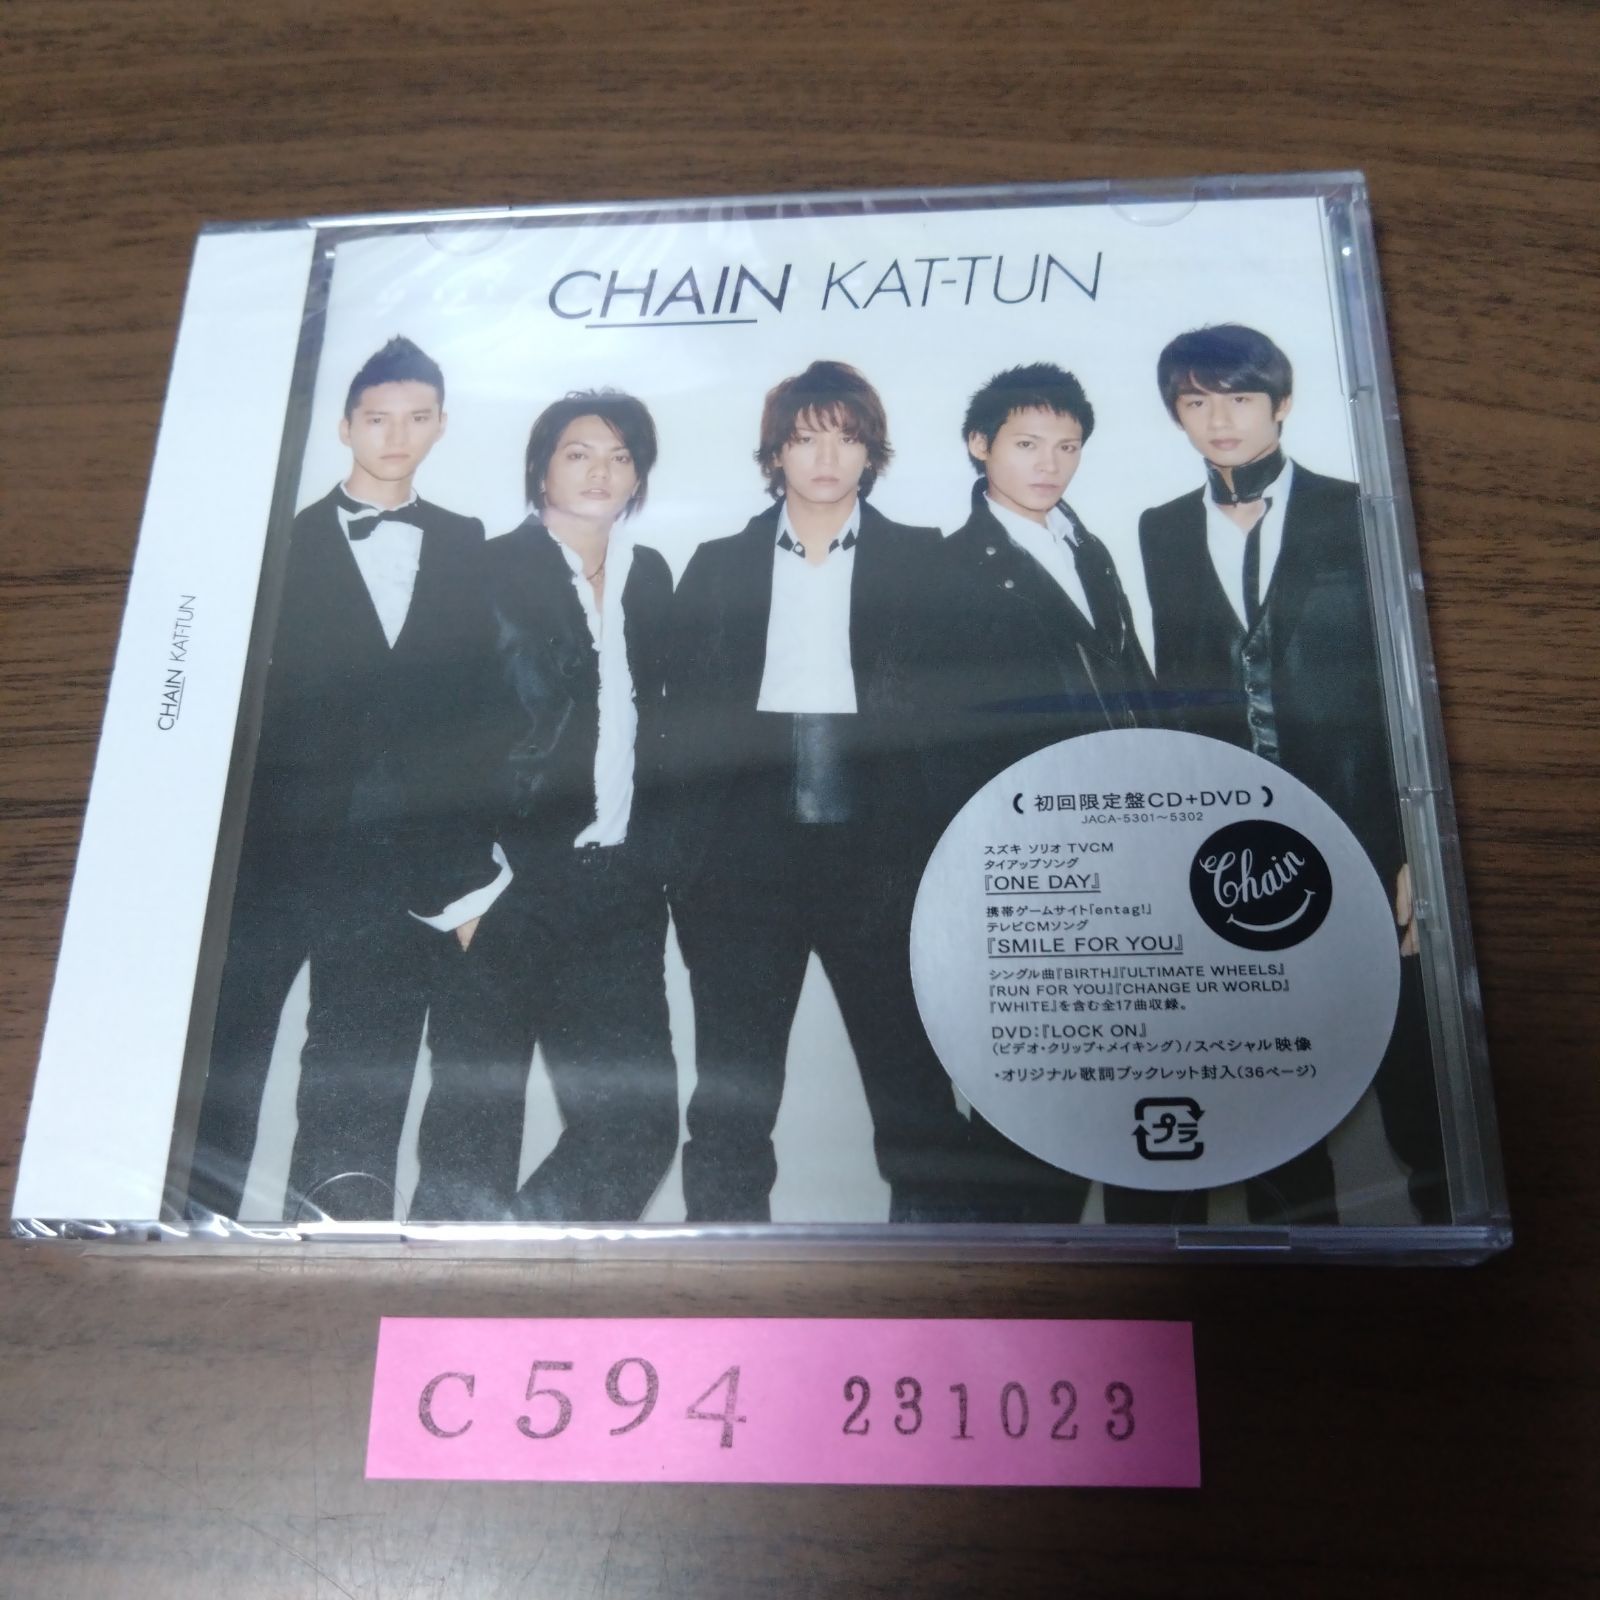 CHAIN KAT-TUN
CHAIN KAT-TUN
初回限定盤CD+DVD
JACA-5301〜5302
スズキ ソリオ TVCM
タイアップソング
『ONE DAY』
Chain
携帯ゲームサイト「entag!」
テレビCMソング
『SMILE FOR YOU』
シングル曲『BIRTH』『ULTIMATE WHEELS』
『RUN FOR YOU』『CHANGE UR WORLD』
『WHITE』を含む全17曲収録。
DVD:『LOCK ON』
(ビデオ・クリップ+メイキング)/スペシャル映像
・オリジナル歌詞ブックレット封入(36ページ)
プラ
C594 231023